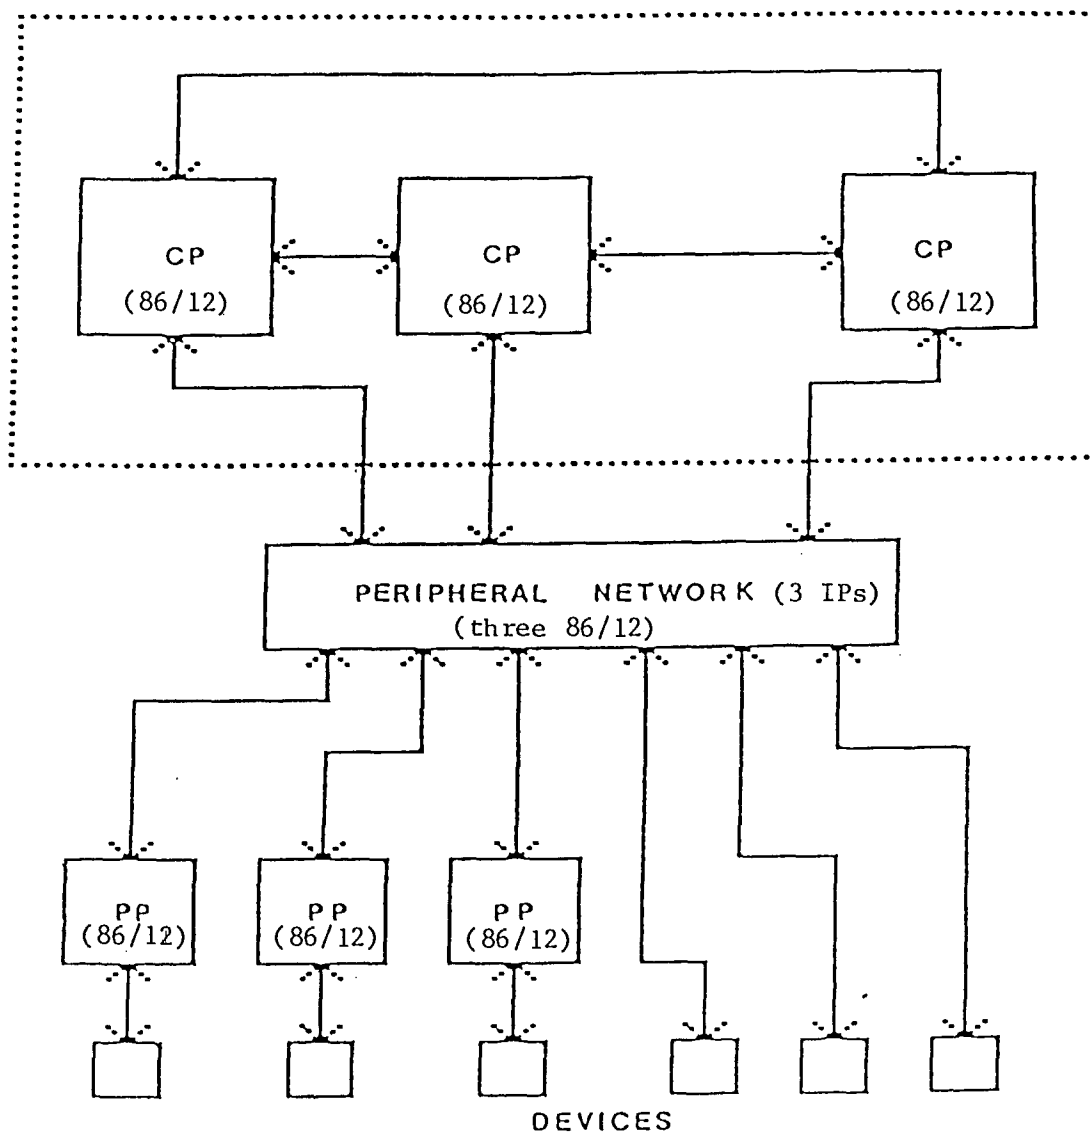 CP
(86/12)
CP
(86/12)
CP
(86/12)
PERIPHERAL NETWORK (3 IPs)
(three 86/12)
PP
(86/12)
PP
(86/12)
PP
(86/12)
DEVICES